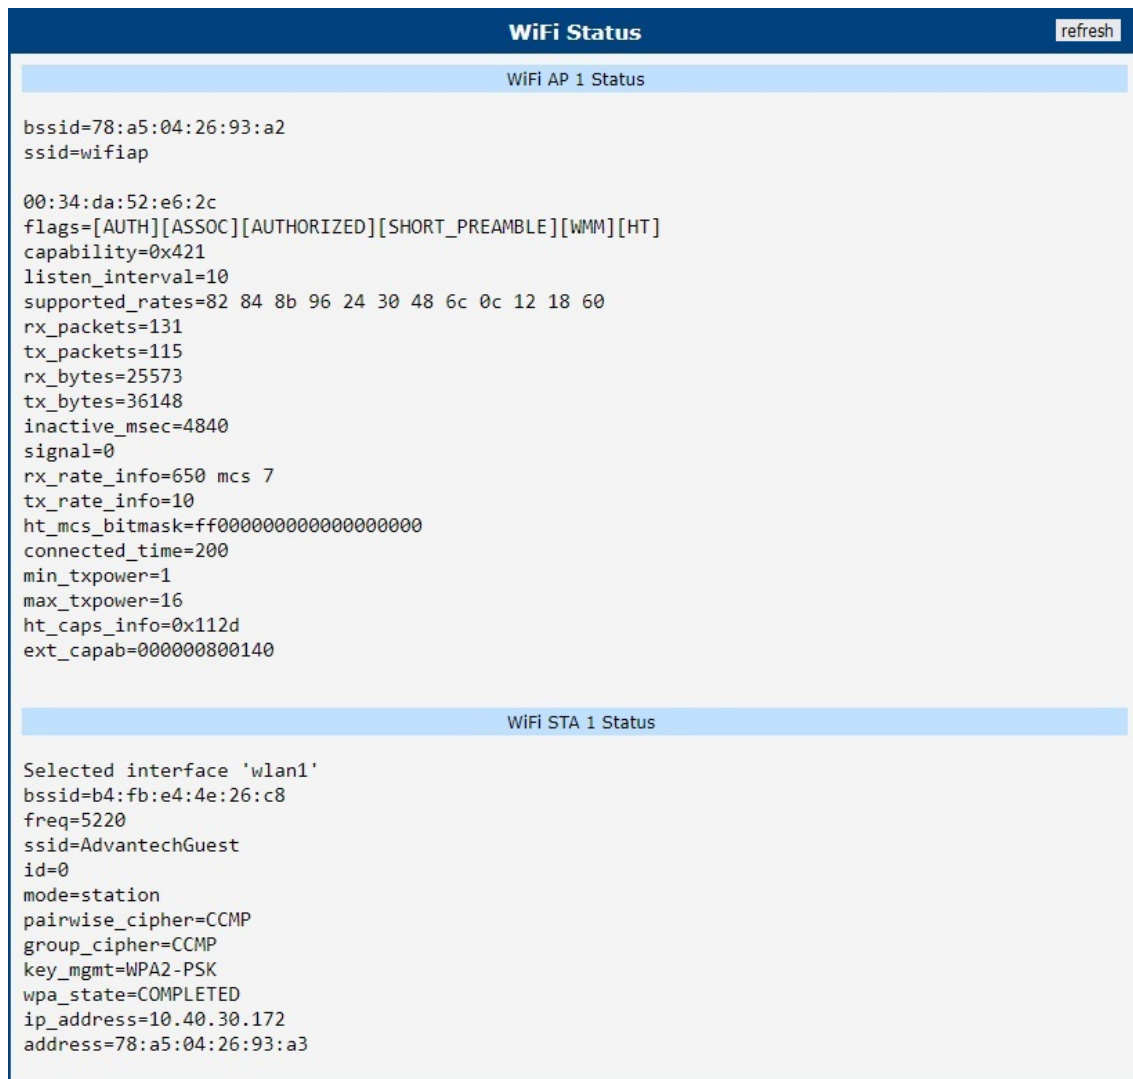 WiFi Status
refresh
WiFi AP 1 Status
bssid=78:a5:04:26:93:a2
ssid=wifiap
00:34:da:52:e6:2c
flags=[AUTH][ASSOC][AUTHORIZED][SHORT_PREAMBLE][WMM][HT]
capability=0x421
listen_interval=10
supported_rates=82 84 8b 96 24 30 48 6c 0c 12 18 60
rx_packets=131
tx_packets=115
rx_bytes=25573
tx_bytes=36148
inactive_msec=4840
signal=0
rx_rate_info=650 mcs 7
tx_rate_info=10
ht_mcs_bitmask=ff000000000000000000
connected_time=200
min_txpower=1
max_txpower=16
ht_caps_info=0x112d
ext_capab=000000800140
WiFi STA 1 Status
Selected interface 'wlan1'
bssid=b4:fb:e4:4e:26:c8
freq=5220
ssid=AdvantechGuest
id=0
mode=station
pairwise_cipher=CCMP
group_cipher=CCMP
key_mgmt=WPA2-PSK
wpa_state=COMPLETED
ip_address=10.40.30.172
address=78:a5:04:26:93:a3